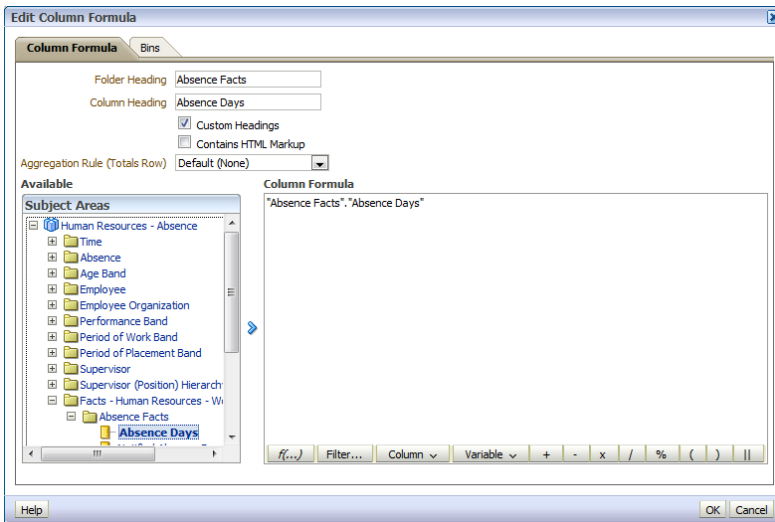 Edit Column Formula
Column Formula Bins
Folder Heading Absence Facts
Column Heading Absence Days
Custom Headings
Contains HTML Markup
Aggregation Rule (Totals Row) Default (None)
Available
Column Formula
Subject Areas
"Absence Facts"."Absence Days"
Human Resources - Absence
Time
Absence
Age Band
Employee
Employee Organization
Performance Band
Period of Work Band
Period of Placement Band
Supervisor
Supervisor (Position) Hierarch
Facts - Human Resources - Wo
Absence Facts
Absence Days
f(...) Filter... Column Variable + - x / % ( ) ||
Help OK Cancel